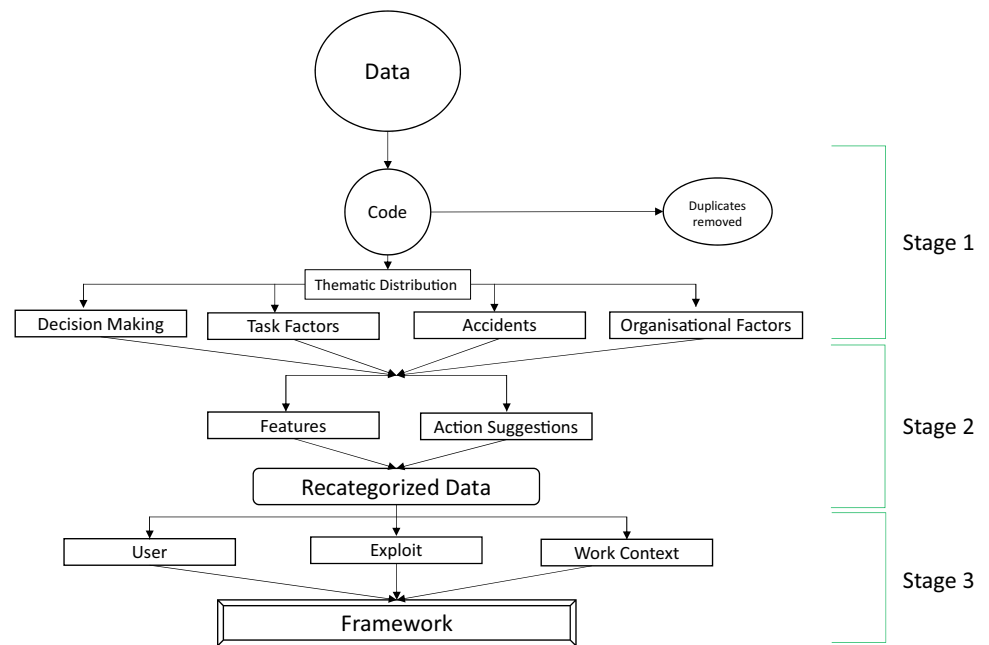 Data
Code
Duplicates
removed
Stage 1
Thematic Distribution
Decision Making
Task Factors
Accidents
Organisational Factors
Features
Action Suggestions
Stage 2
Recategorized Data
User
Exploit
Work Context
Stage 3
Framework